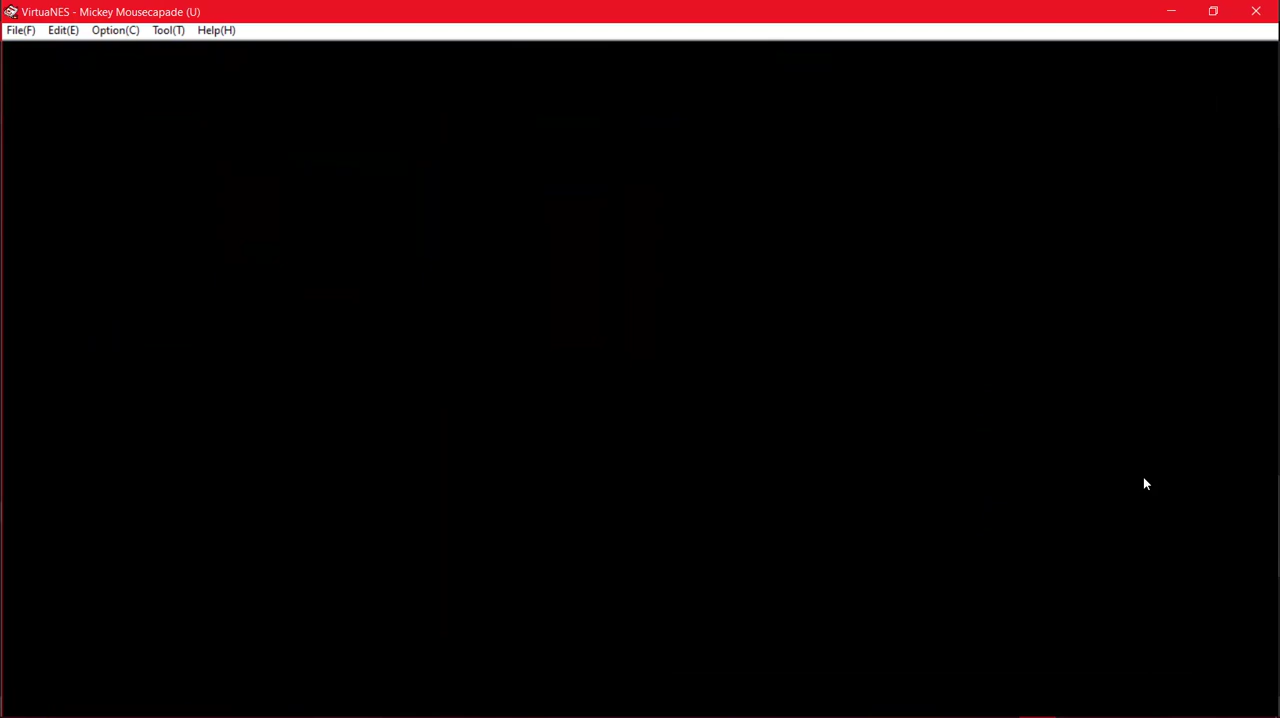 VirtuaNES - Mickey Mousecapade (U)
File(F) Edit(E) Option(C) Tool(T) Help(H)